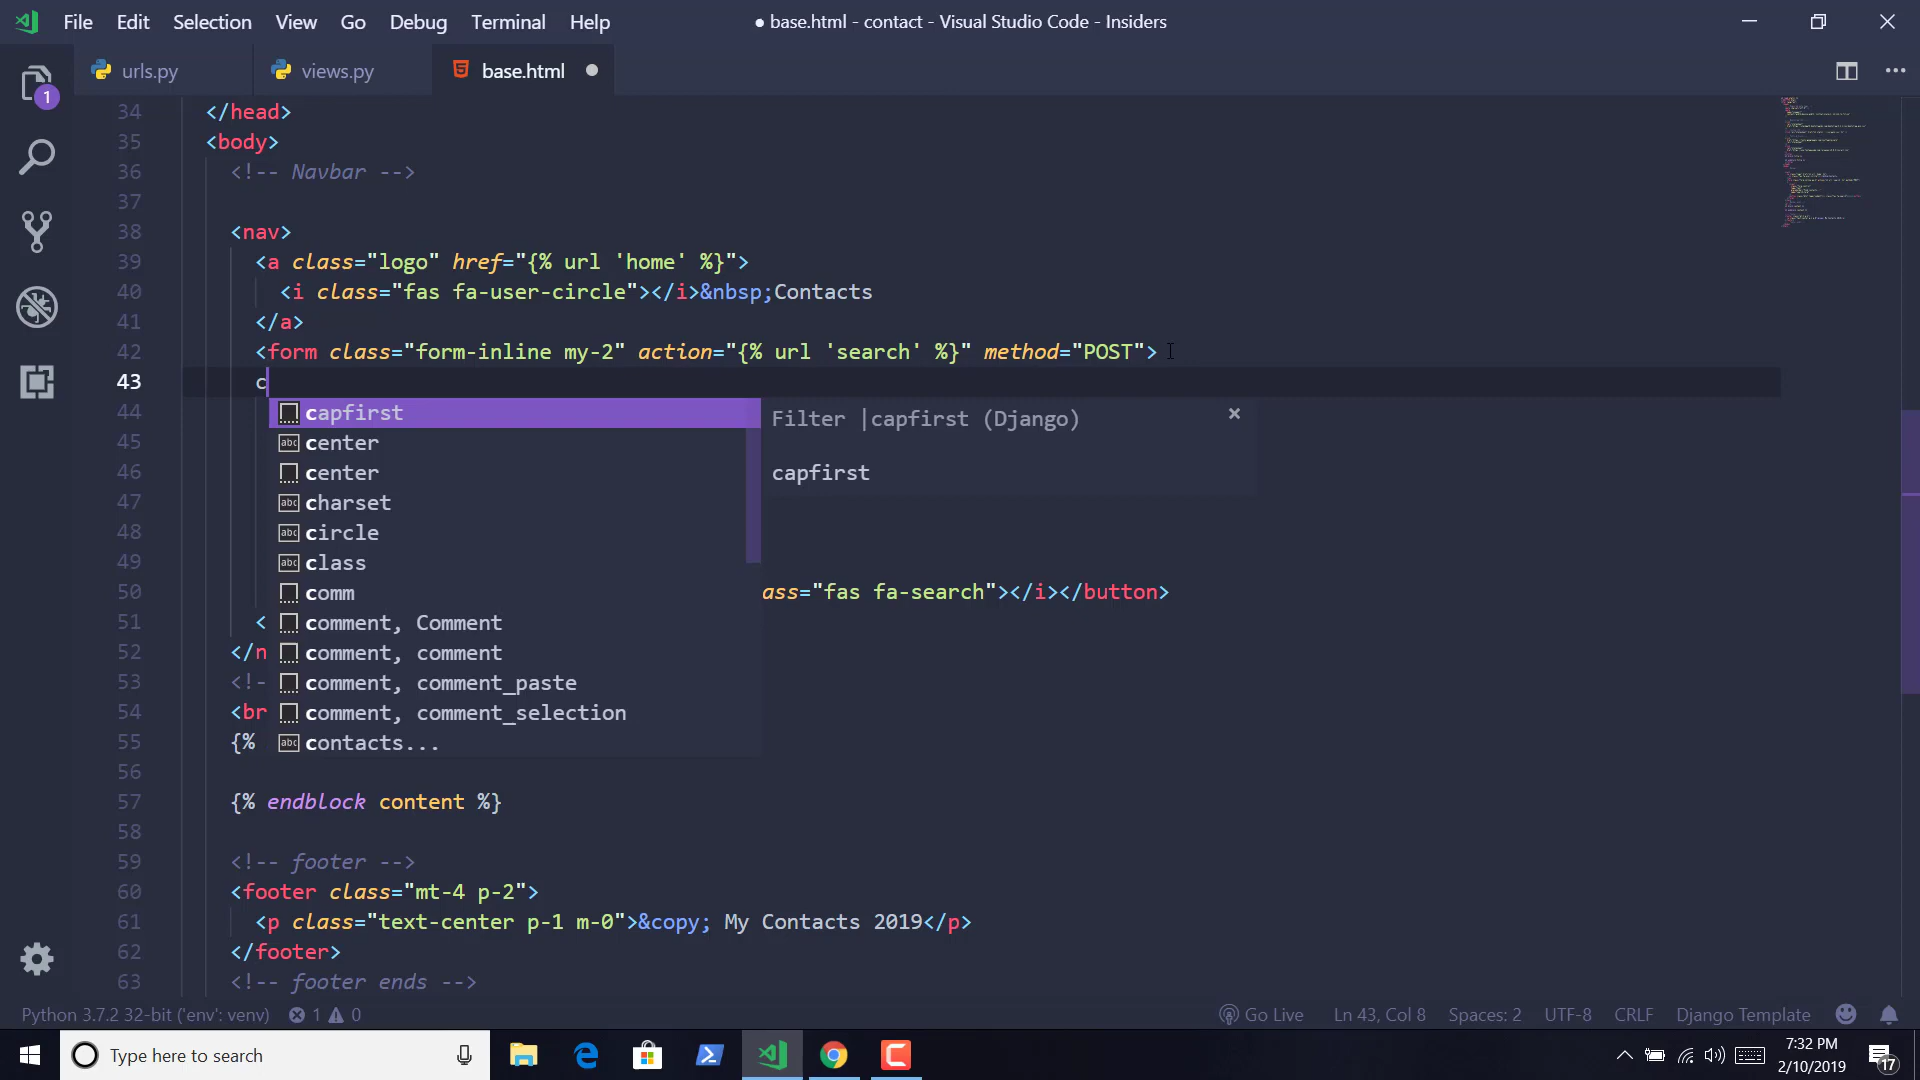 File Edit Selection View Go Debug Terminal Help
● base.html - contact - Visual Studio Code - Insiders
urls.py views.py base.html
1
34 </head>
35 <body>
36 <!-- Navbar -->
37
38 <nav>
39 <a class="logo" href="{% url 'home' %}">
40 <i class="fas fa-user-circle"></i>&nbsp;Contacts
41 </a>
42 <form class="form-inline my-2" action="{% url 'search' %}" method="POST">
43 c
44 capfirst Filter |capfirst (Django) ×
45 abc center
46 center capfirst
47 abc charset
48 abc circle
49 abc class
50 comm ass="fas fa-search"></i></button>
51 < comment, Comment
52 </n comment, comment
53 <!- comment, comment_paste
54 <br comment, comment_selection
55 {% abc contacts...
56
57 {% endblock content %}
58
59 <!-- footer -->
60 <footer class="mt-4 p-2">
61 <p class="text-center p-1 m-0">&copy; My Contacts 2019</p>
62 </footer>
63 <!-- footer ends -->
Python 3.7.2 32-bit ('env': venv) 1 0 Go Live Ln 43, Col 8 Spaces: 2 UTF-8 CRLF Django Template
Type here to search
7:32 PM
2/10/2019
17